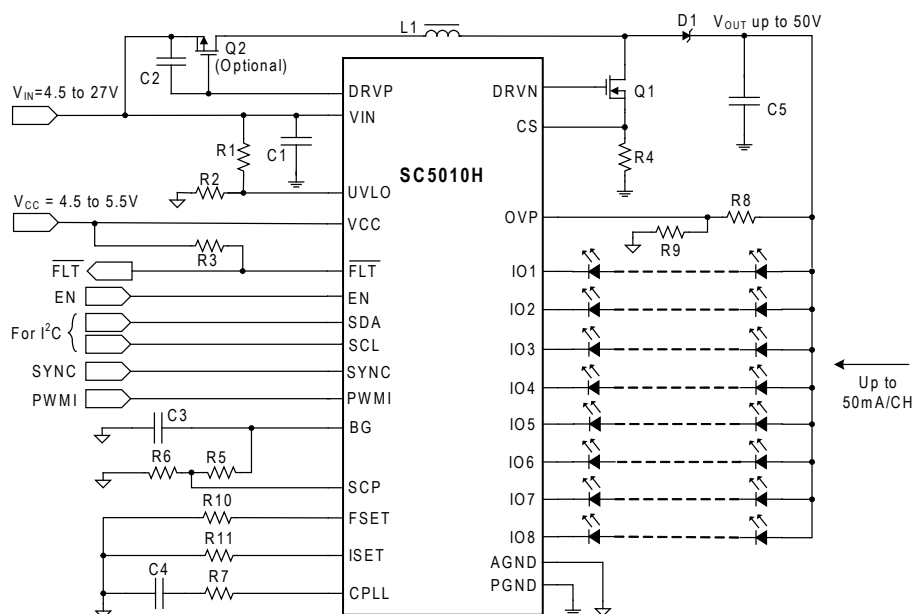 L1
D1
V_OUT up to 50V
Q2
(Optional)
C2
V_IN=4.5 to 27V
DRVP
DRVN
Q1
C5
VIN
CS
R1
C1
R4
SC5010H
R2
UVLO
V_CC = 4.5 to 5.5V
VCC
OVP
R8
R3
R9
FLT
FLT
IO1
EN
EN
For I²C
SDA
IO2
SCL
IO3
SYNC
SYNC
IO4
Up to
50mA/CH
PWMI
PWMI
C3
BG
IO5
R6
R5
IO6
SCP
R10
IO7
FSET
R11
IO8
ISET
AGND
C4
R7
PGND
CPLL